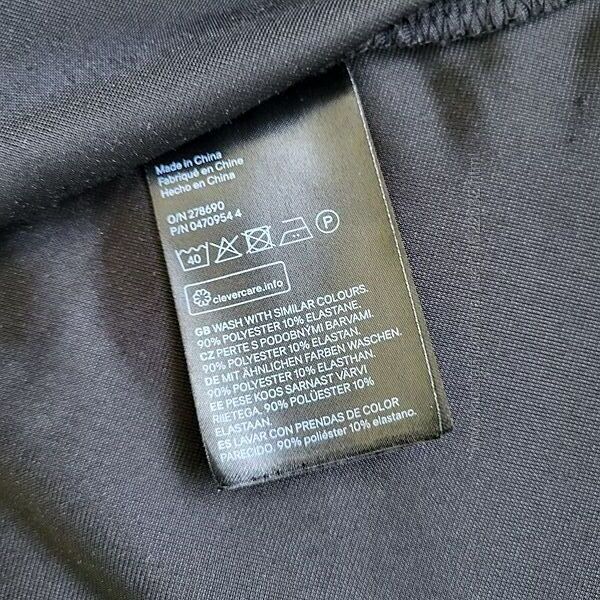 Made in China
Fabriqué en Chine
Hecho en China
O/N 278690
P/N 0470954 4
40 P
clevercare.info
GB WASH WITH SIMILAR COLOURS.
90% POLYESTER 10% ELASTANE.
CZ PERTE S PODOBNÝMI BARVAMI.
90% POLYESTER 10% ELASTAN.
DE MIT ÄHNLICHEN FARBEN WASCHEN.
90% POLYESTER 10% ELASTHAN.
EE PESE KOOS SARNAST VÄRVI
RIIETEGA. 90% POLÜESTER 10%
ELASTAAN.
ES LAVAR CON PRENDAS DE COLOR
PARECIDO. 90% poliéster 10% elastano.